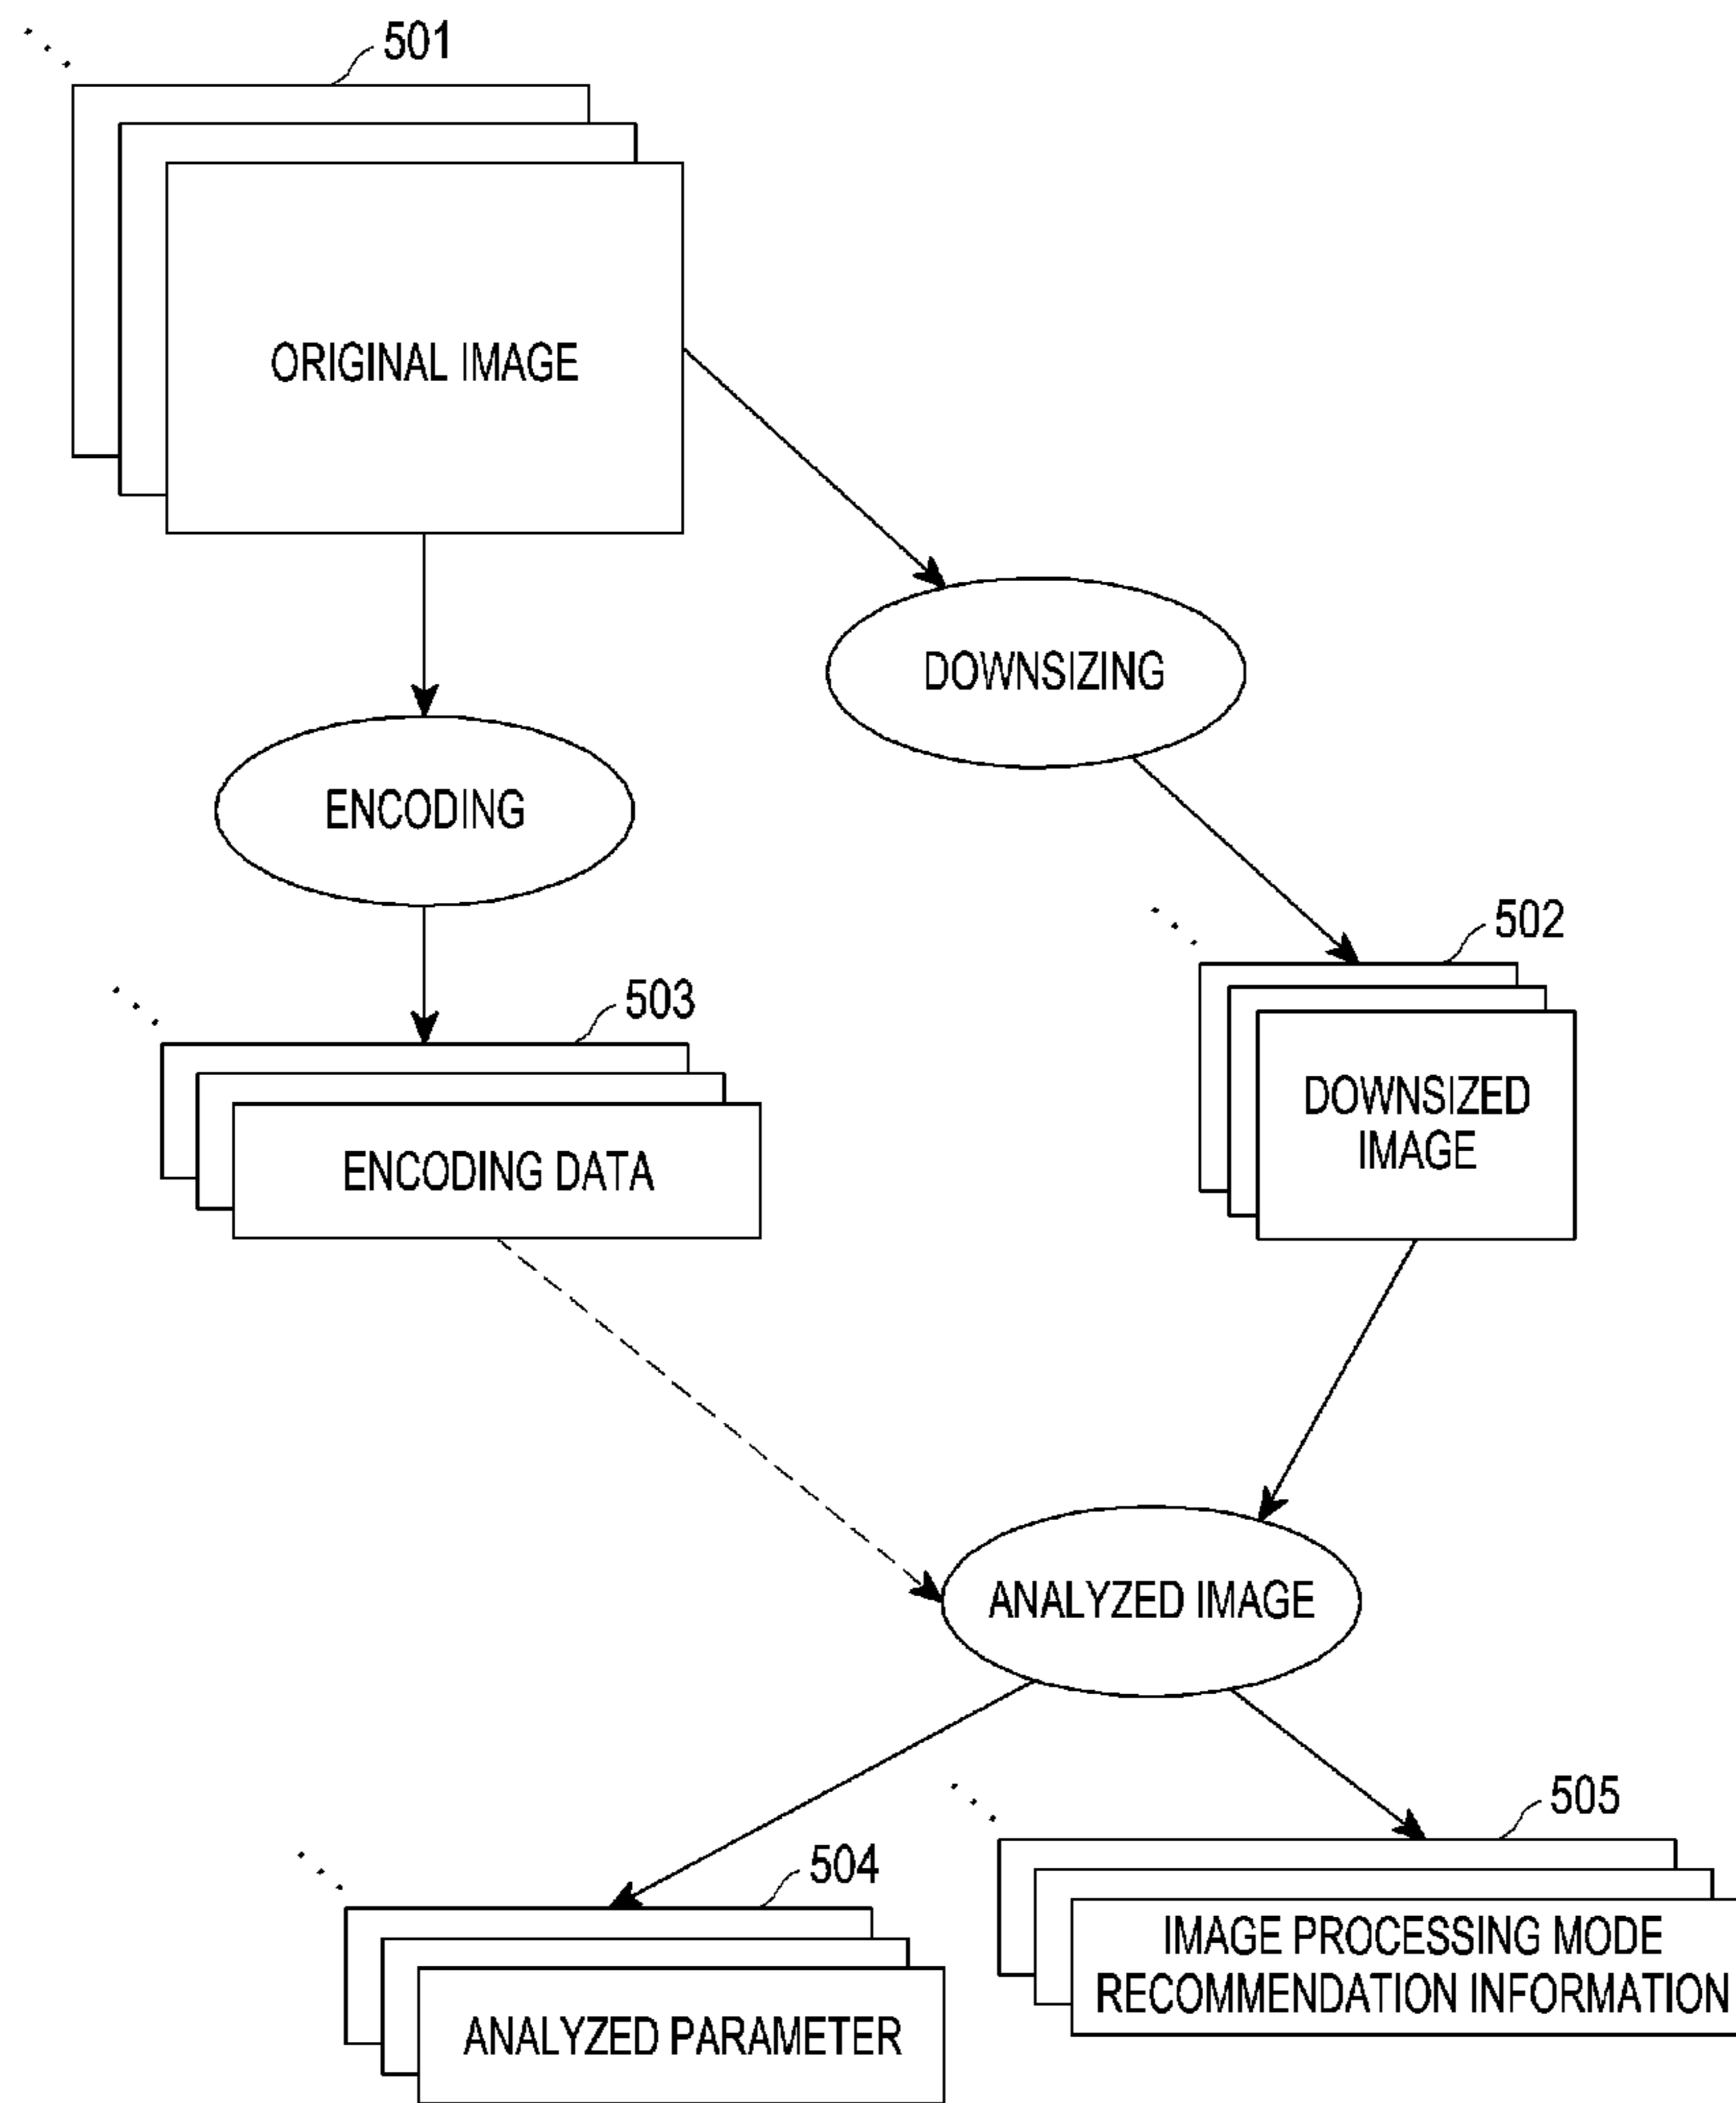 501
ORIGINAL IMAGE
DOWNSIZING
ENCODING
502
503
DOWNSIZED
IMAGE
ENCODING DATA
ANALYZED IMAGE
505
504
IMAGE PROCESSING MODE
RECOMMENDATION INFORMATION
ANALYZED PARAMETER